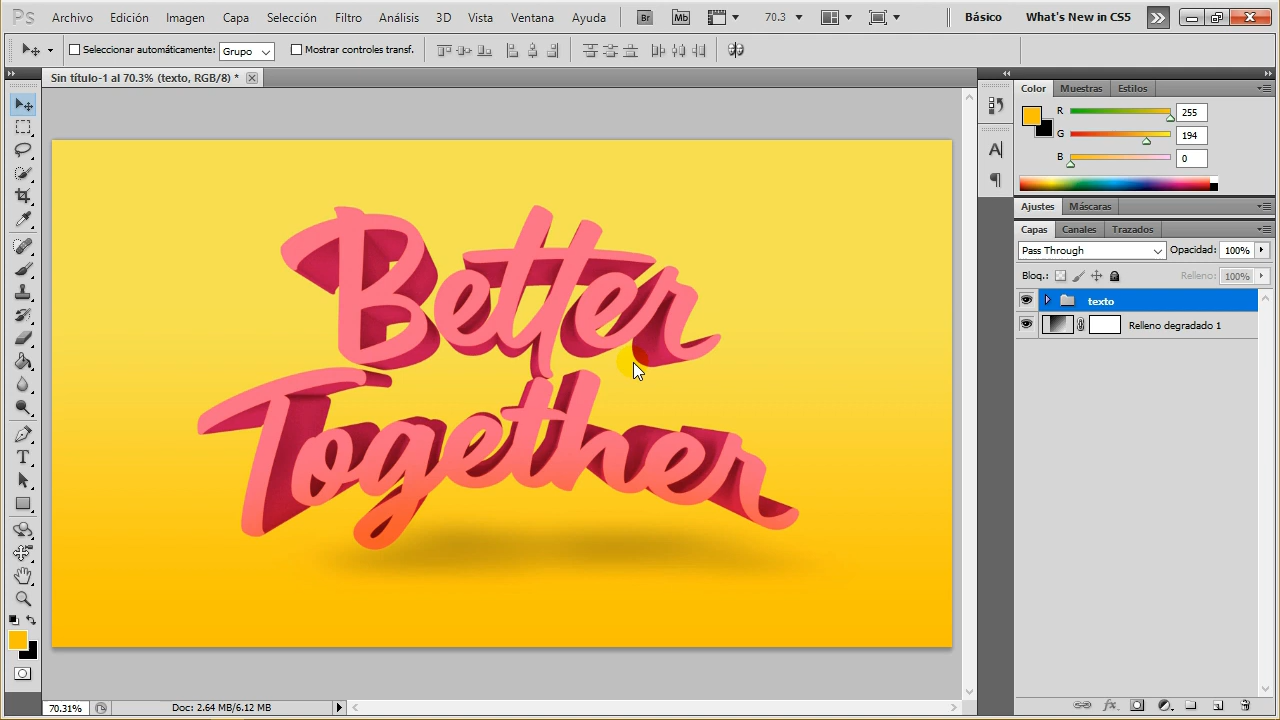 Ps Archivo Edición Imagen Capa Selección Filtro Análisis 3D Vista Ventana Ayuda Br Mb 70.3 Básico What's New in CS5
Seleccionar automáticamente: Grupo Mostrar controles transf.
Sin título-1 al 70.3% (texto, RGB/8) *
Color Muestras Estilos
R 255
G 194
B 0
Ajustes Máscaras
Capas Canales Trazados
Pass Through Opacidad: 100%
Bloq.: Relleno: 100%
texto
Relleno degradado 1
Better
Together
70.31% Doc: 2.64 MB/6.12 MB